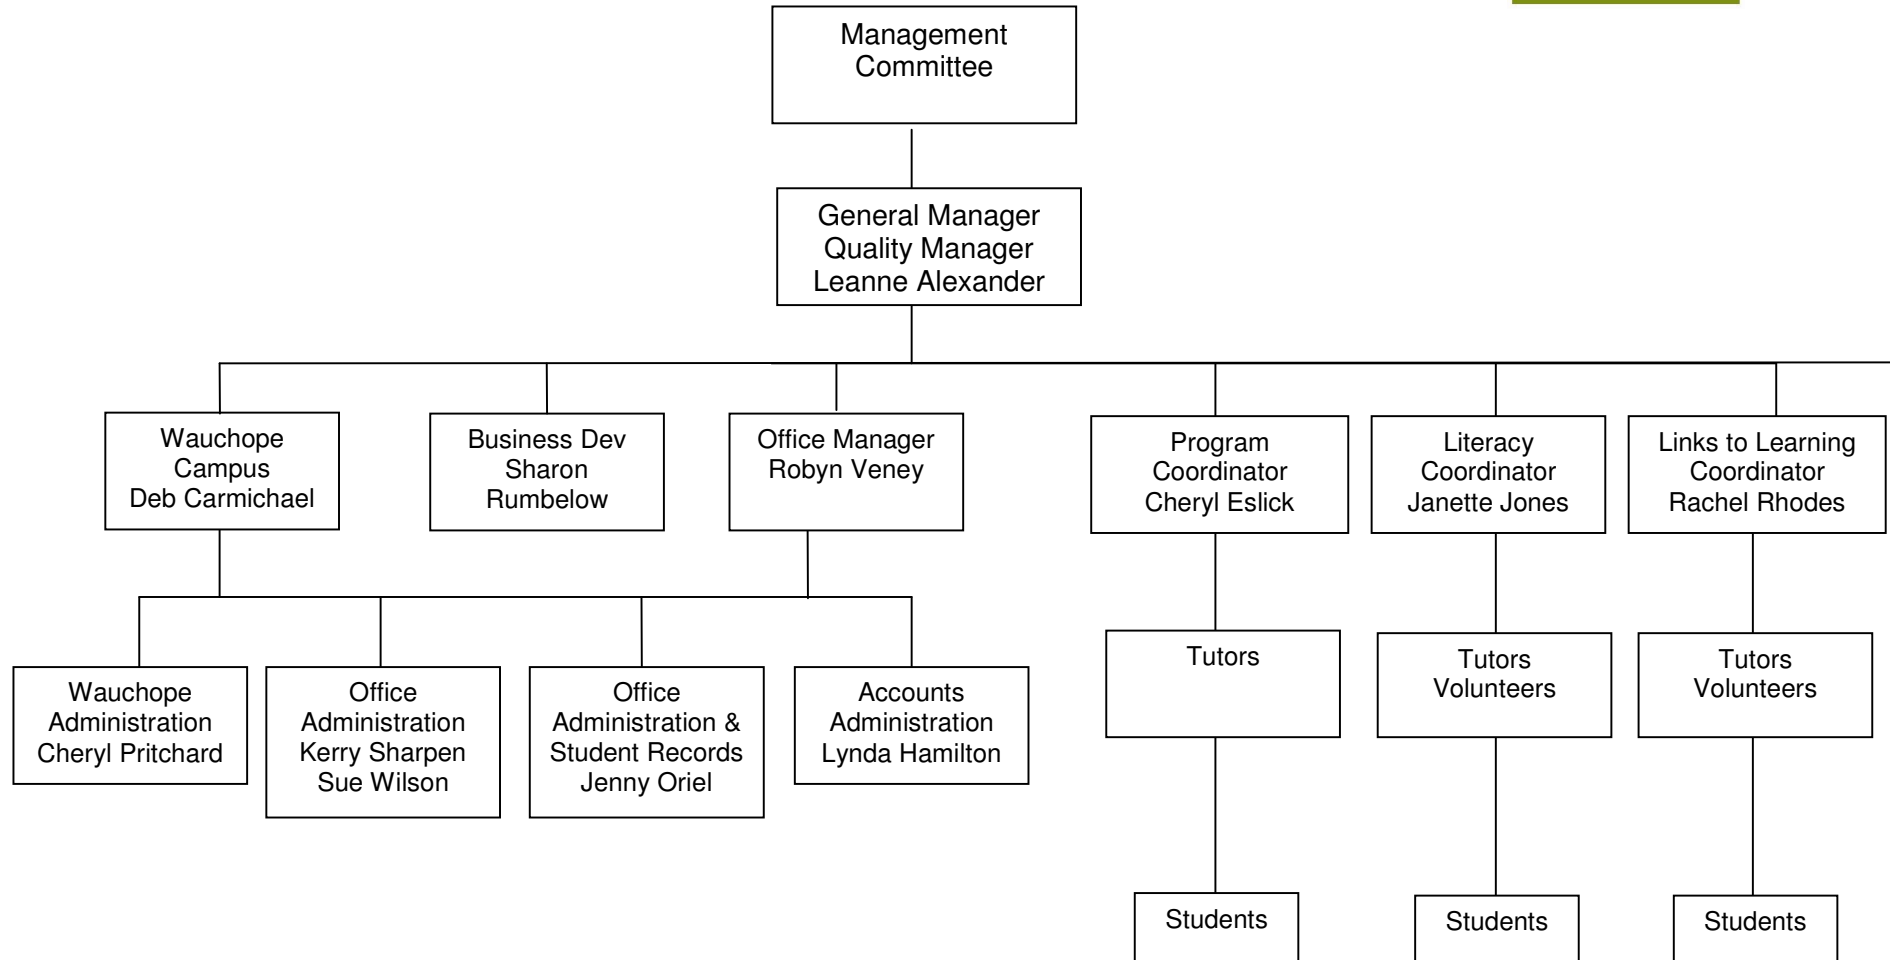 Management
Committee
General Manager
Quality Manager
Leanne Alexander
Wauchope
Campus
Deb Carmichael
Business Dev
Sharon
Rumbelow
Office Manager
Robyn Veney
Program
Coordinator
Cheryl Eslick
Literacy
Coordinator
Janette Jones
Links to Learning
Coordinator
Rachel Rhodes
Wauchope
Administration
Cheryl Pritchard
Office
Administration
Kerry Sharpen
Sue Wilson
Office
Administration &
Student Records
Jenny Oriel
Accounts
Administration
Lynda Hamilton
Tutors
Tutors
Volunteers
Tutors
Volunteers
Students
Students
Students